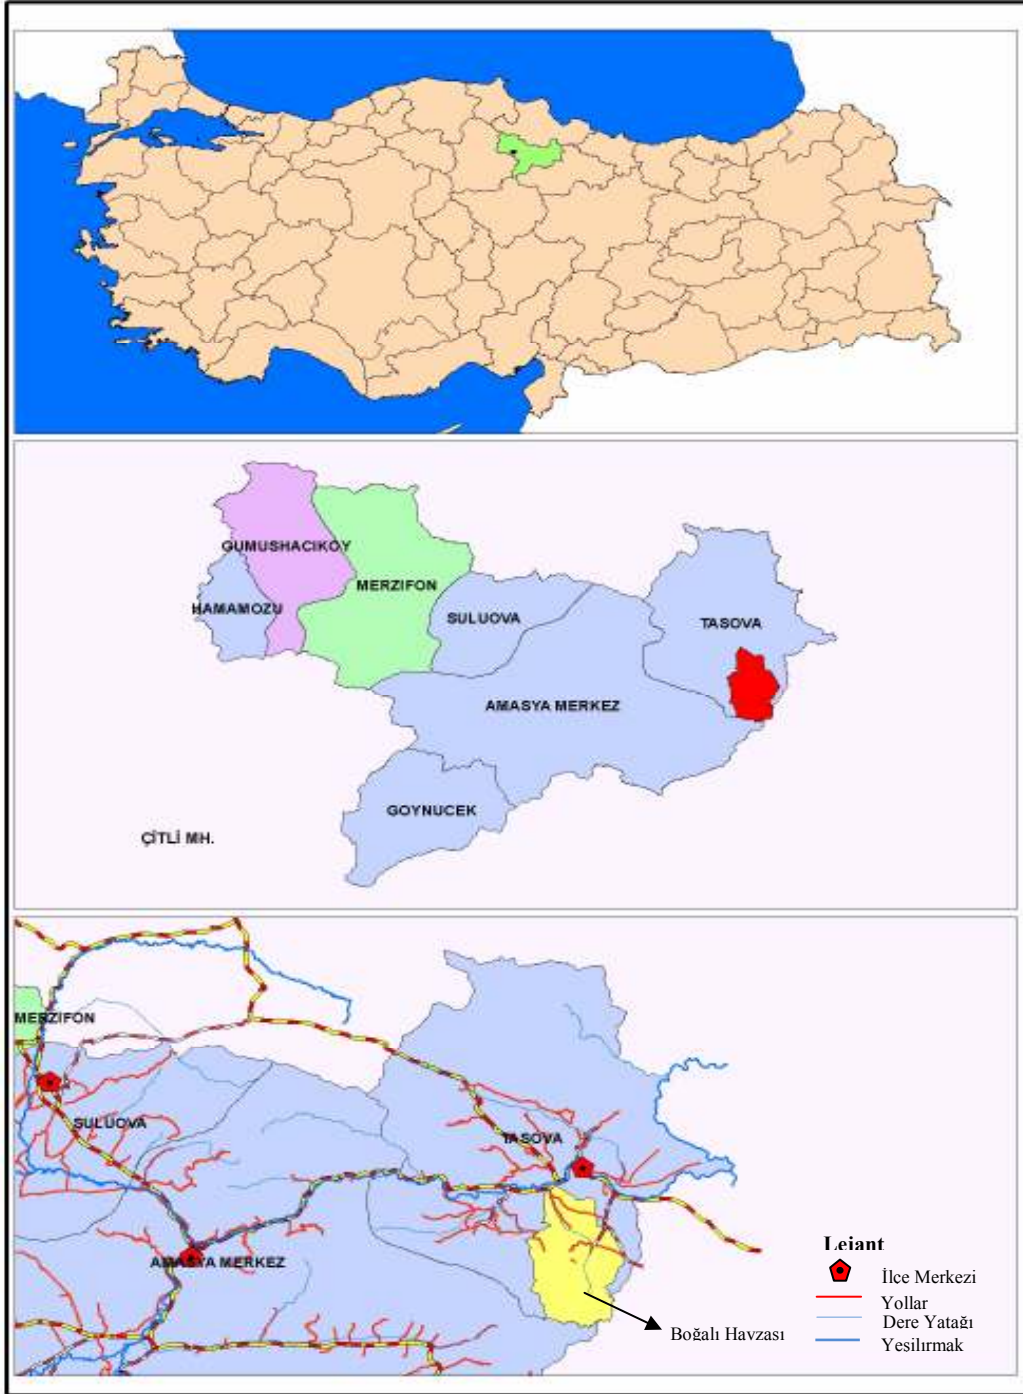 GUMUSHACIKOY
MERZIFON
HAMAMOZU
SULUOVA
TASOVA
AMASYA MERKEZ
GOYNUCEK
ÇİTLİ MH.
MERZIFON
SULUOVA
TASOVA
AMASYA MERKEZ
Boğalı Havzası
Lejant
İlce Merkezi
Yollar
Dere Yatağı
Yesilırmak